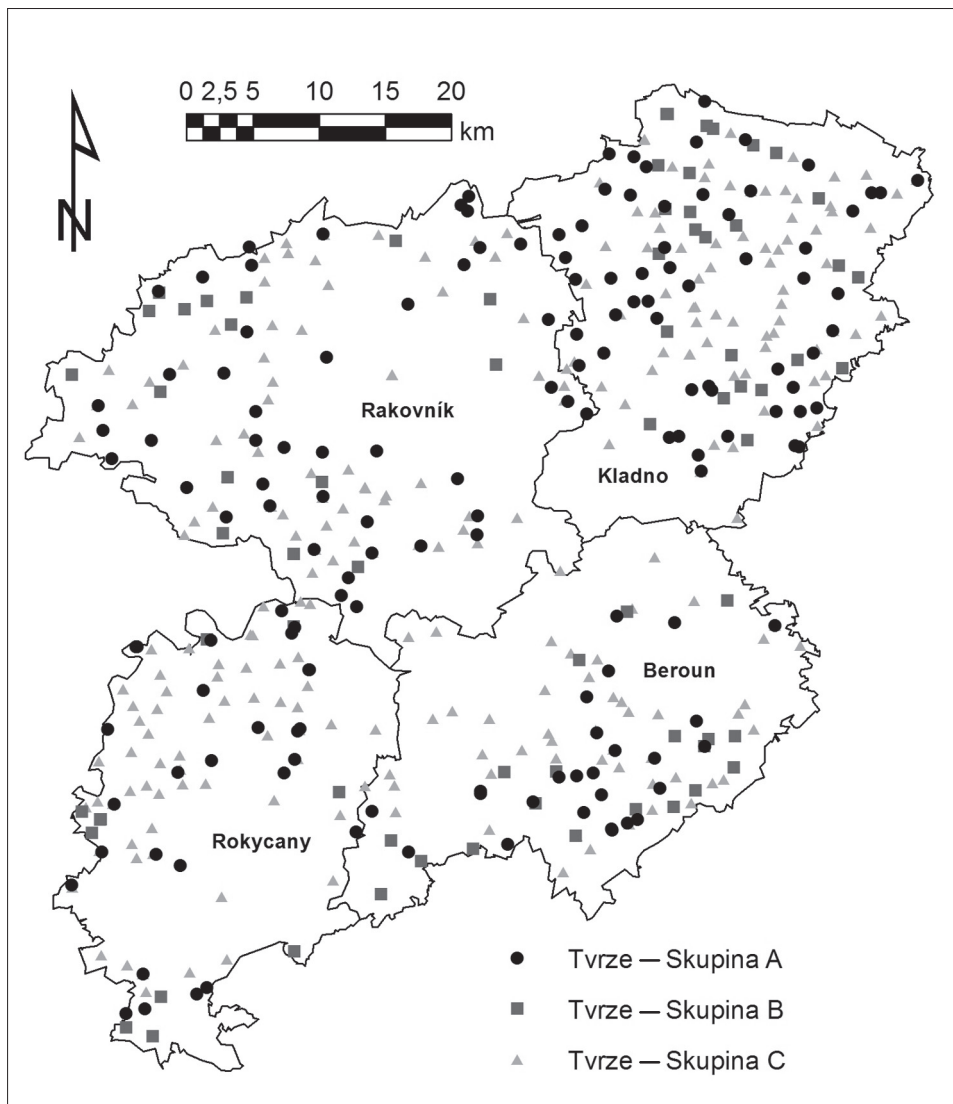 0 2,5 5 10 15 20
km
N
Rakovník
Kladno
Beroun
Rokycany
Tvrze — Skupina A
Tvrze — Skupina B
Tvrze — Skupina C